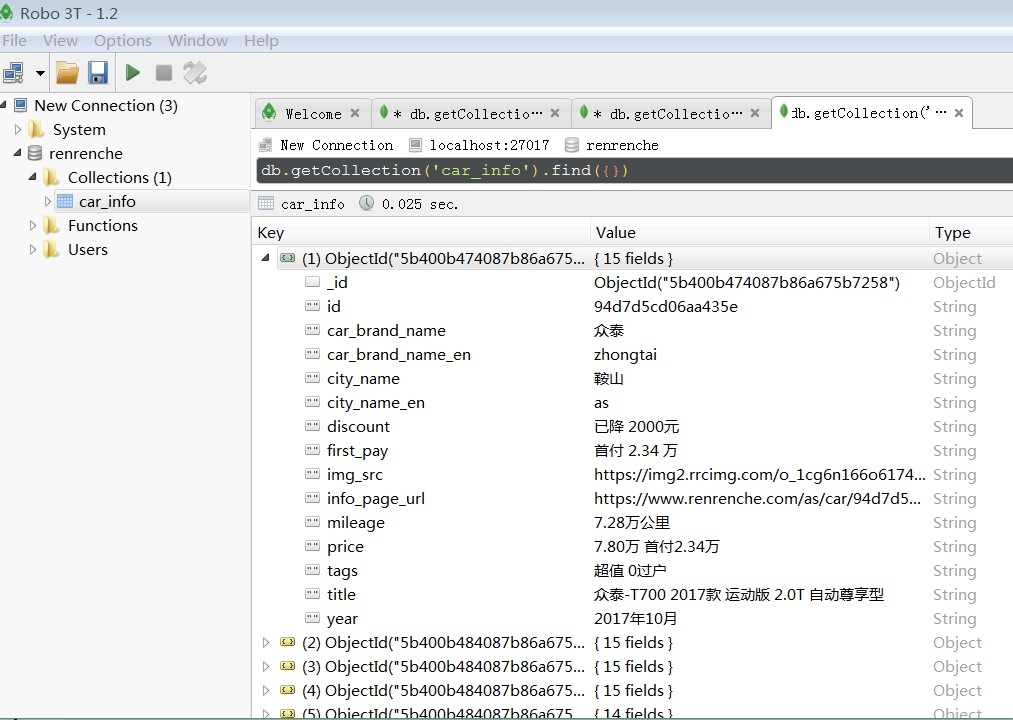 Robo 3T - 1.2
File View Options Window Help
New Connection (3)
System
renrenche
Collections (1)
car_info
Functions
Users
Welcome
* db.getCollectio…
* db.getCollectio…
db.getCollection('…
New Connection localhost:27017 renrenche
db.getCollection('car_info').find({})
car_info 0.025 sec.
Key Value Type
(1) ObjectId("5b400b474087b86a675... { 15 fields } Object
_id ObjectId("5b400b474087b86a675b7258") ObjectId
id 94d7d5cd06aa435e String
car_brand_name 众泰 String
car_brand_name_en zhongtai String
city_name 鞍山 String
city_name_en as String
discount 已降 2000元 String
first_pay 首付 2.34 万 String
img_src https://img2.rrcimg.com/o_1cg6n166o6174... String
info_page_url https://www.renrenche.com/as/car/94d7d5... String
mileage 7.28万公里 String
price 7.80万 首付2.34万 String
tags 超值 0过户 String
title 众泰-T700 2017款 运动版 2.0T 自动尊享型 String
year 2017年10月 String
(2) ObjectId("5b400b484087b86a675... { 15 fields } Object
(3) ObjectId("5b400b484087b86a675... { 15 fields } Object
(4) ObjectId("5b400b484087b86a675... { 15 fields } Object
(5) ObjectId("5b400b484087b86a675... { 14 fields } Object